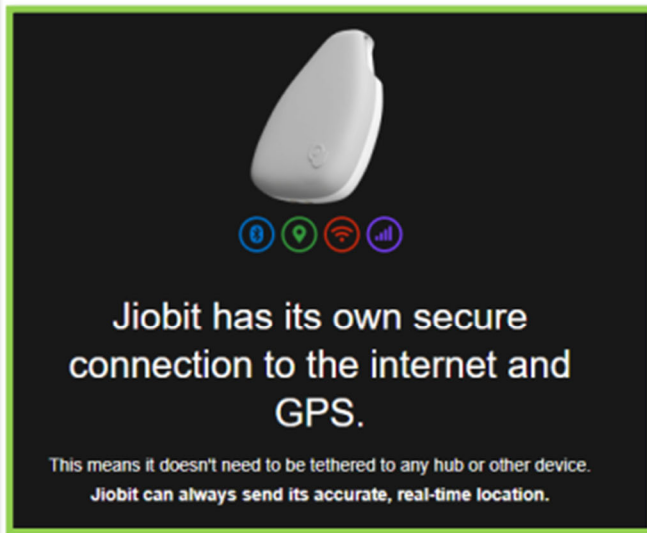 Jiobit has its own secure
connection to the internet and
GPS.
This means it doesn't need to be tethered to any hub or other device.
Jiobit can always send its accurate, real-time location.